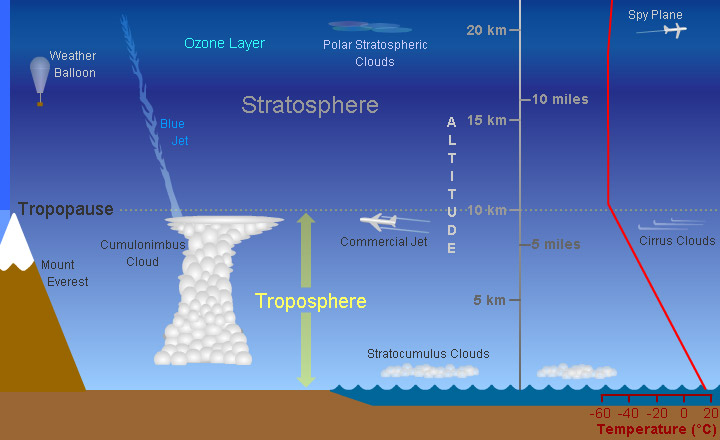 20 km
Spy Plane
Ozone Layer
Polar Stratospheric
Clouds
Weather
Balloon
10 miles
Stratosphere
Blue
Jet
15 km
ALTITUDE
Tropopause
10 km
Cumulonimbus
Cloud
Commercial Jet
5 miles
Cirrus Clouds
Mount
Everest
Troposphere
5 km
Stratocumulus Clouds
-60 -40 -20 0 20
Temperature (°C)